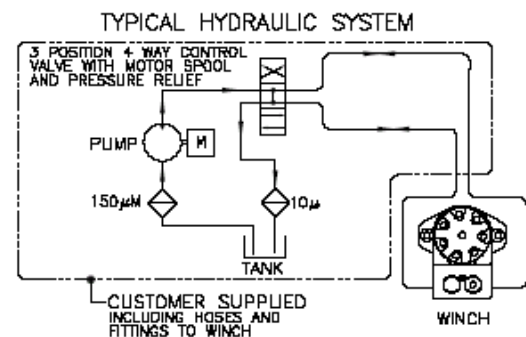 TYPICAL HYDRAULIC SYSTEM
3 POSITION 4 WAY CONTROL
VALVE WITH MOTOR SPOOL
AND PRESSURE RELIEF
PUMP
M
150µM
10µ
TANK
CUSTOMER SUPPLIED
INCLUDING HOSES AND
FITTINGS TO WINCH
WINCH